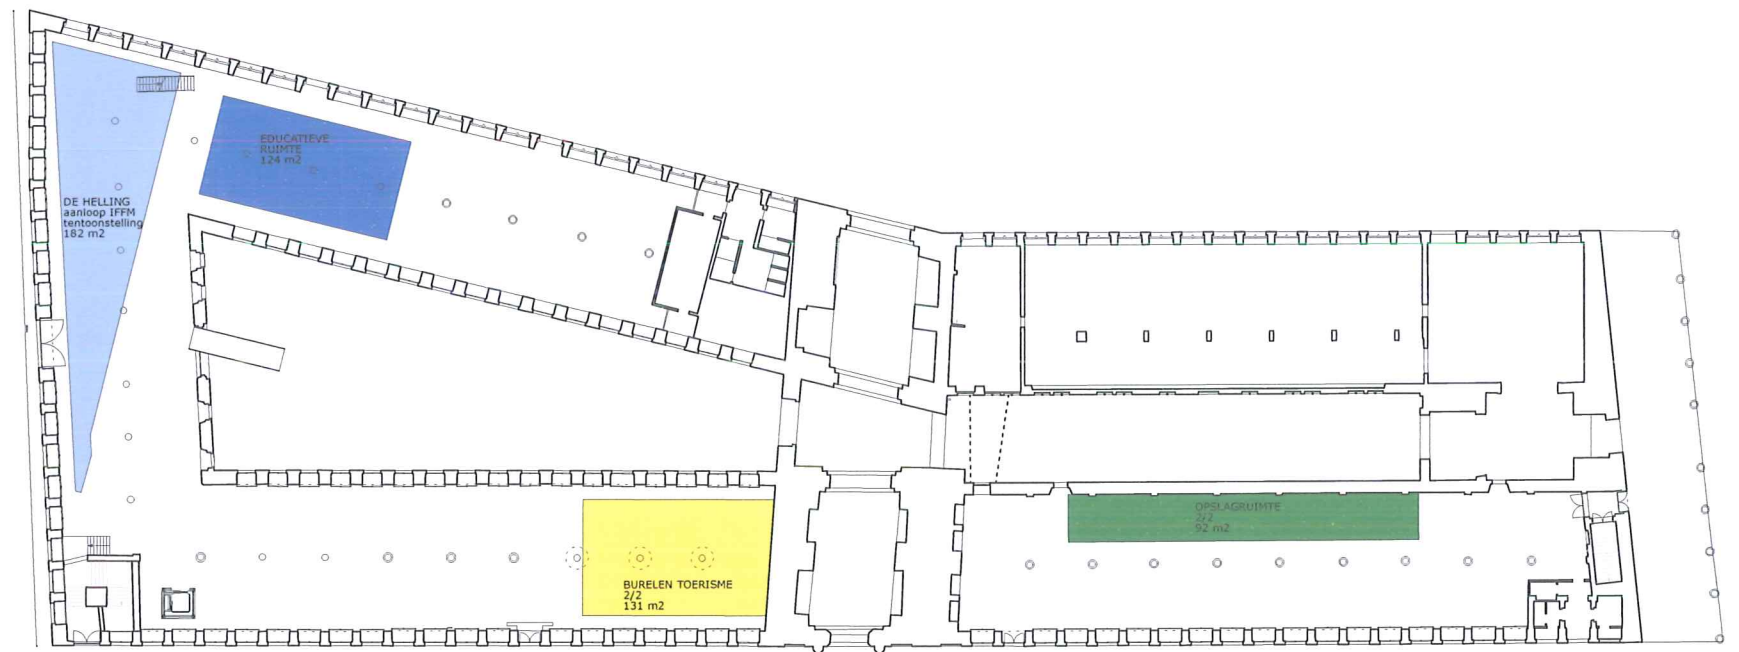 EDUCATIEVE
RUIMTE
124 m2
DE HELLING
aanloop IFFM
tentoonstelling
182 m2
OPSLAGRUIMTE
2/2
92 m2
BURELEN TOERISME
2/2
131 m2